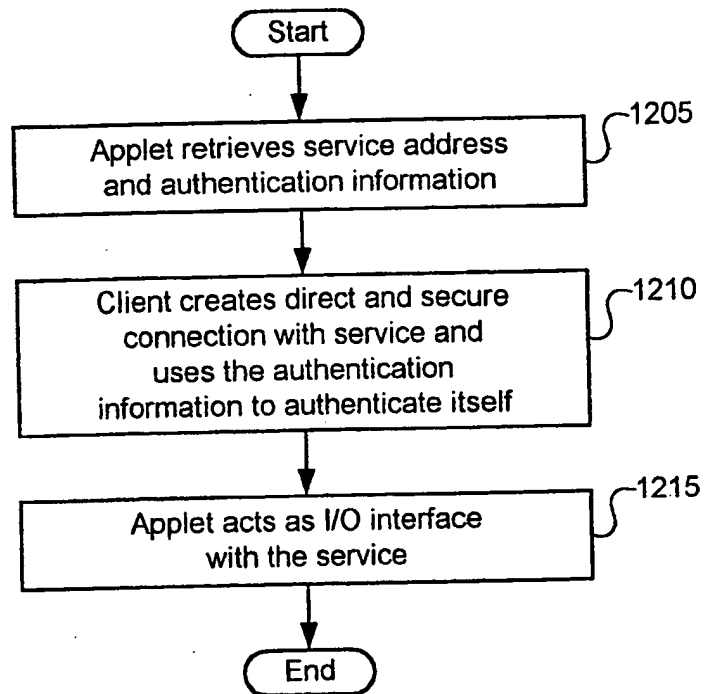 Start
1205
Applet retrieves service address
and authentication information
1210
Client creates direct and secure
connection with service and
uses the authentication
information to authenticate itself
1215
Applet acts as I/O interface
with the service
End